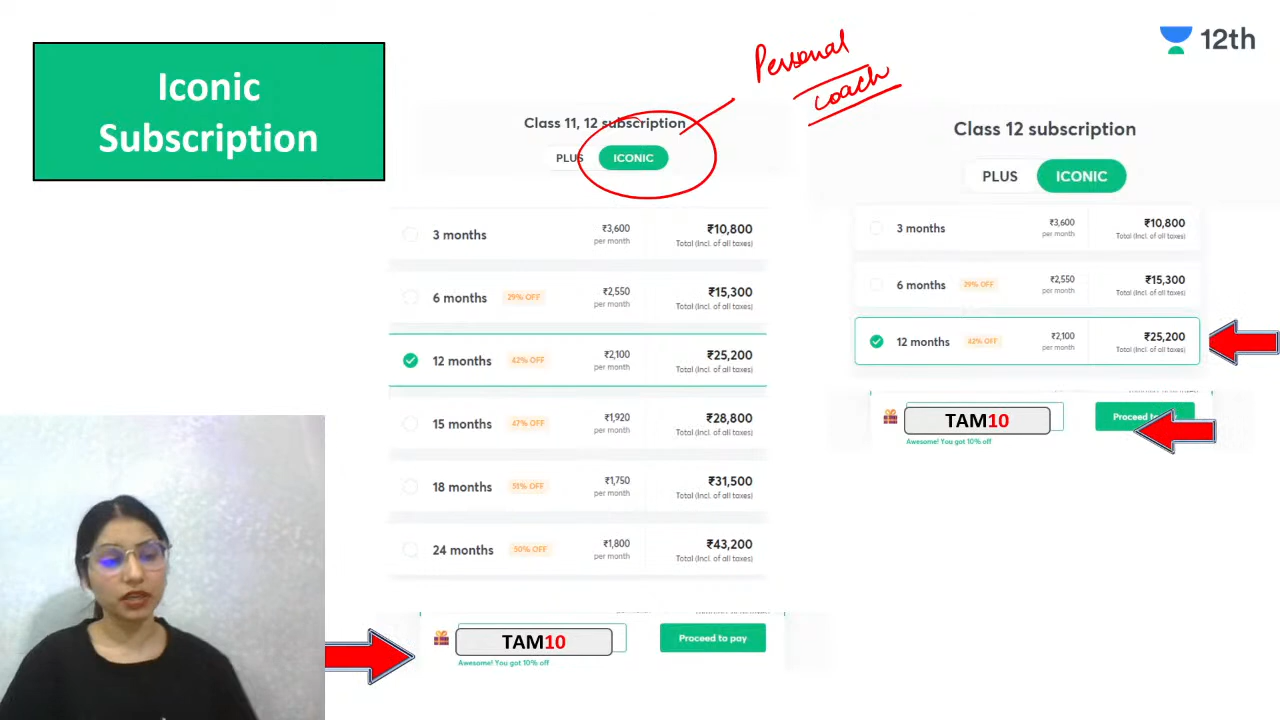 Iconic
Subscription
Personal
coach
12th
Class 11, 12 subscription
PLUS ICONIC
3 months ₹3,600 per month ₹10,800 Total (Incl. of all taxes)
6 months 29% OFF ₹2,550 per month ₹15,300 Total (Incl. of all taxes)
12 months 42% OFF ₹2,100 per month ₹25,200 Total (Incl. of all taxes)
15 months 47% OFF ₹1,920 per month ₹28,800 Total (Incl. of all taxes)
18 months 51% OFF ₹1,750 per month ₹31,500 Total (Incl. of all taxes)
24 months 50% OFF ₹1,800 per month ₹43,200 Total (Incl. of all taxes)
TAM10 Proceed to pay
Awesome! You got 10% off
Class 12 subscription
PLUS ICONIC
3 months ₹3,600 per month ₹10,800 Total (Incl. of all taxes)
6 months 29% OFF ₹2,550 per month ₹15,300 Total (Incl. of all taxes)
12 months 42% OFF ₹2,100 per month ₹25,200 Total (Incl. of all taxes)
TAM10 Proceed to
Awesome! You got 10% off